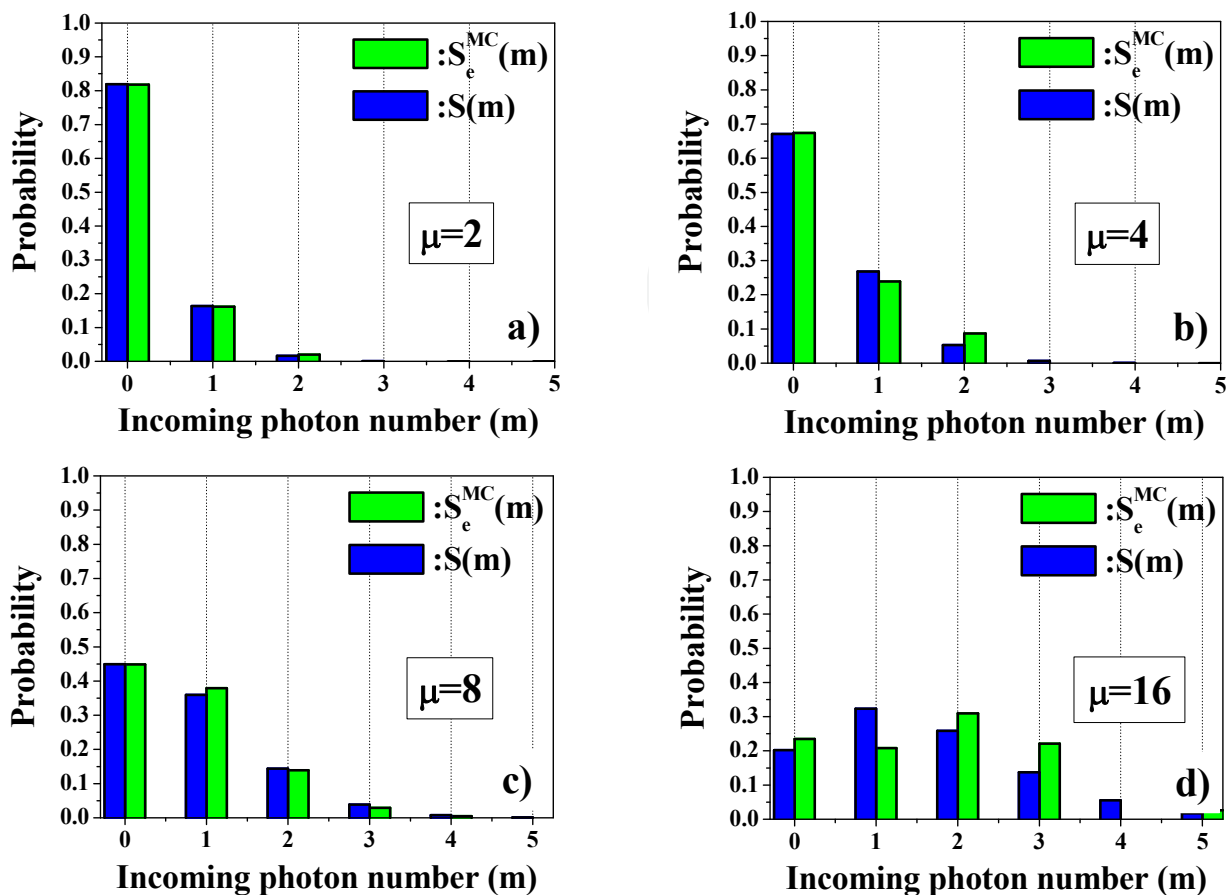 1.0
0.9
0.8
0.7
0.6
0.5
0.4
0.3
0.2
0.1
0.0
Probability
:S_e^MC(m)
:S(m)
μ=2
a)
0 1 2 3 4 5
Incoming photon number (m)
1.0
0.9
0.8
0.7
0.6
0.5
0.4
0.3
0.2
0.1
0.0
Probability
:S_e^MC(m)
:S(m)
μ=4
b)
0 1 2 3 4 5
Incoming photon number (m)
1.0
0.9
0.8
0.7
0.6
0.5
0.4
0.3
0.2
0.1
0.0
Probability
:S_e^MC(m)
:S(m)
μ=8
c)
0 1 2 3 4 5
Incoming photon number (m)
1.0
0.9
0.8
0.7
0.6
0.5
0.4
0.3
0.2
0.1
0.0
Probability
:S_e^MC(m)
:S(m)
μ=16
d)
0 1 2 3 4 5
Incoming photon number (m)